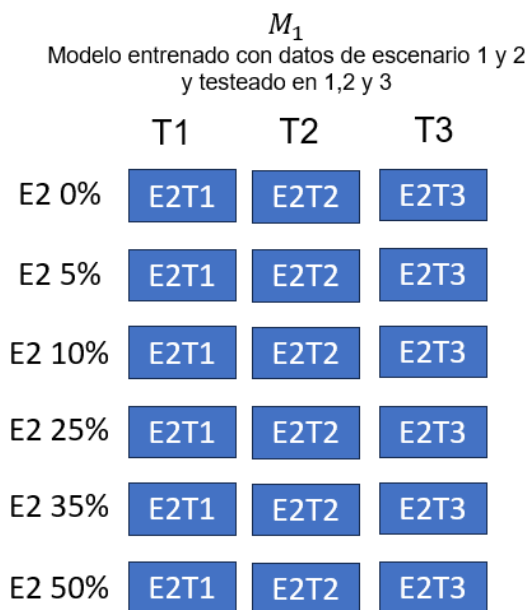 M₁
Modelo entrenado con datos de escenario 1 y 2
y testeado en 1,2 y 3
T1 T2 T3
E2 0% E2T1 E2T2 E2T3
E2 5% E2T1 E2T2 E2T3
E2 10% E2T1 E2T2 E2T3
E2 25% E2T1 E2T2 E2T3
E2 35% E2T1 E2T2 E2T3
E2 50% E2T1 E2T2 E2T3